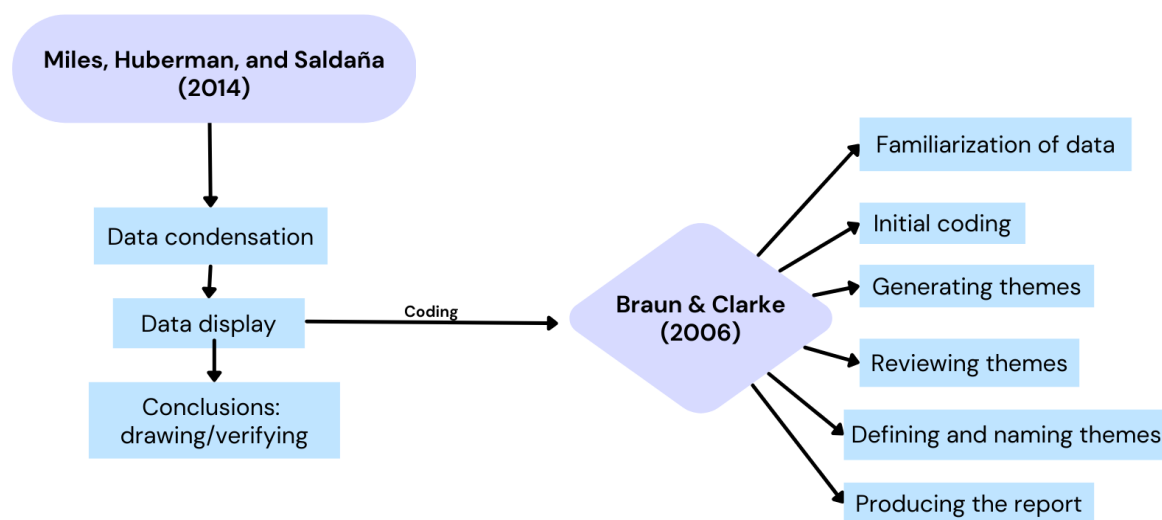 Miles, Huberman, and Saldaña
(2014)
Data condensation
Data display
Conclusions:
drawing/verifying
Coding
Braun & Clarke
(2006)
Familiarization of data
Initial coding
Generating themes
Reviewing themes
Defining and naming themes
Producing the report